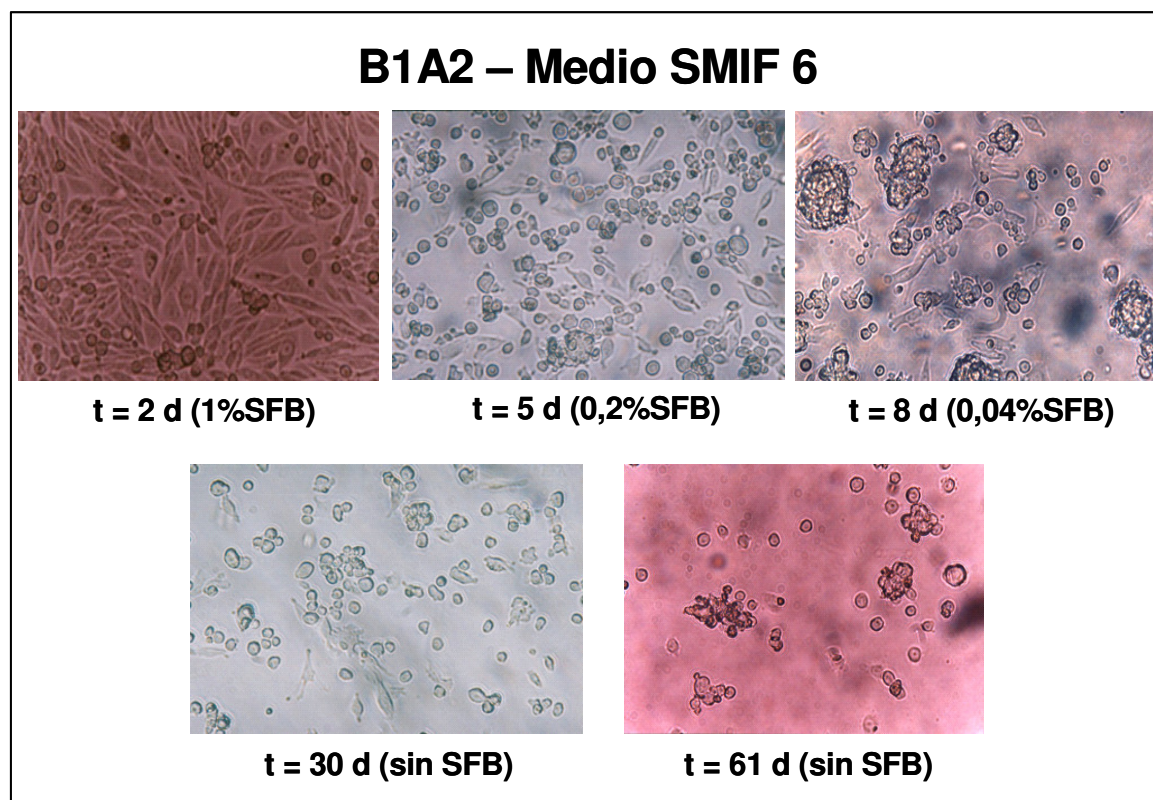 B1A2 – Medio SMIF 6
t = 2 d (1%SFB)
t = 5 d (0,2%SFB)
t = 8 d (0,04%SFB)
t = 30 d (sin SFB)
t = 61 d (sin SFB)